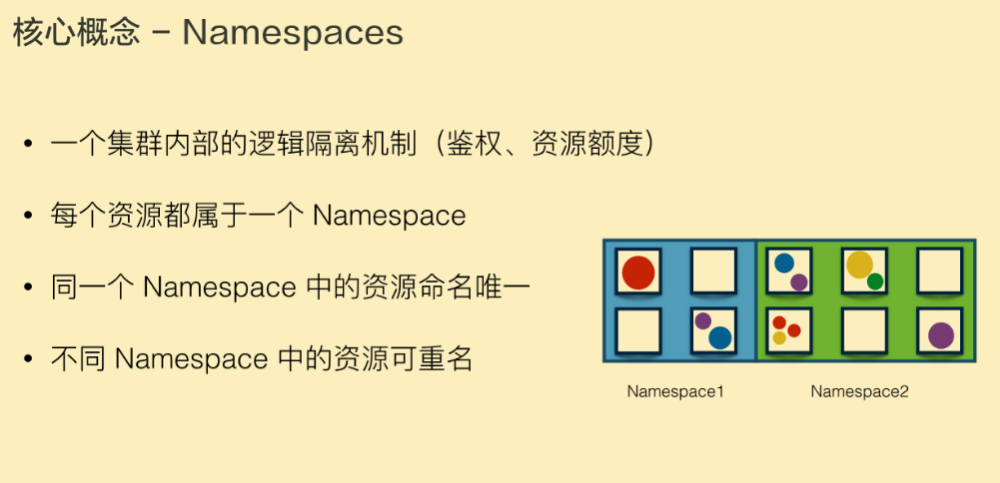 核心概念 – Namespaces
• 一个集群内部的逻辑隔离机制（鉴权、资源额度）
• 每个资源都属于一个 Namespace
• 同一个 Namespace 中的资源命名唯一
• 不同 Namespace 中的资源可重名
Namespace1
Namespace2